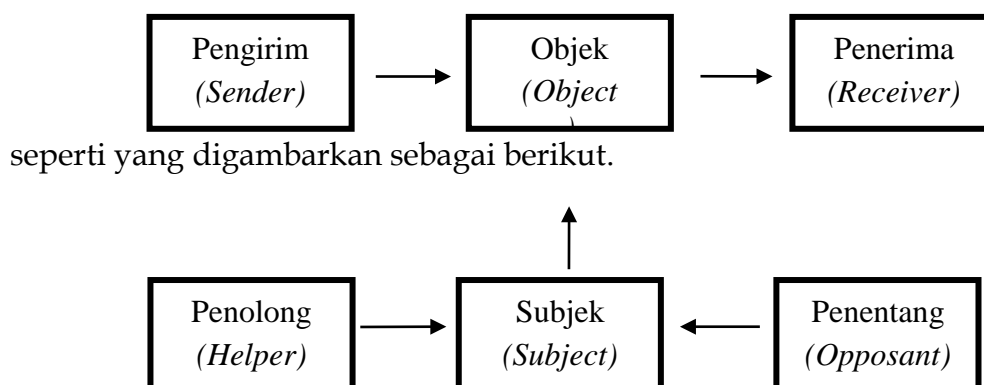 Pengirim
(Sender)
Objek
(Object
)
Penerima
(Receiver)
seperti yang digambarkan sebagai berikut.
Penolong
(Helper)
Subjek
(Subject)
Penentang
(Opposant)